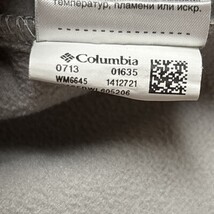 температур, пламени или искр.
Columbia
0713 01635
WM6645 1412721